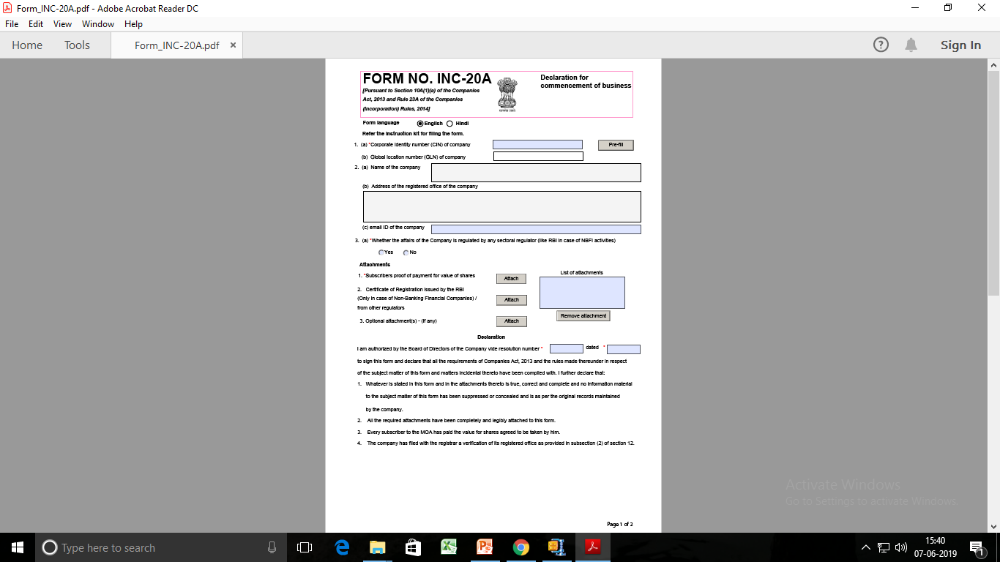 Form_INC-20A.pdf - Adobe Acrobat Reader DC
File Edit View Window Help
Home Tools Form_INC-20A.pdf × ? Sign In
FORM NO. INC-20A
[Pursuant to Section 10A(1)(a) of the Companies
Act, 2013 and Rule 23A of the Companies
(Incorporation) Rules, 2014]
सत्यमेव जयते
Declaration for
commencement of business
Form language English Hindi
Refer the instruction kit for filing the form.
1. (a) *Corporate identity number (CIN) of company Pre-fill
(b) Global location number (GLN) of company
2. (a) Name of the company
(b) Address of the registered office of the company
(c) email ID of the company
3. (a) *Whether the affairs of the Company is regulated by any sectoral regulator (like RBI in case of NBFI activities)
Yes No
Attachments
List of attachments
1. *Subscribers proof of payment for value of shares Attach
2. Certificate of Registration issued by the RBI
(Only in case of Non-Banking Financial Companies) / Attach
from other regulators
Remove attachment
3. Optional attachment(s) - (if any) Attach
Declaration
I am authorized by the Board of Directors of the Company vide resolution number * dated *
to sign this form and declare that all the requirements of Companies Act, 2013 and the rules made thereunder in respect
of the subject matter of this form and matters incidental thereto have been complied with. I further declare that:
1. Whatever is stated in this form and in the attachments thereto is true, correct and complete and no information material
to the subject matter of this form has been suppressed or concealed and is as per the original records maintained
by the company.
2. All the required attachments have been completely and legibly attached to this form.
3. Every subscriber to the MOA has paid the value for shares agreed to be taken by him.
4. The company has filed with the registrar a verification of its registered office as provided in subsection (2) of section 12.
Activate Windows
Go to Settings to activate Windows.
Page 1 of 2
Type here to search
15:40
07-06-2019
1